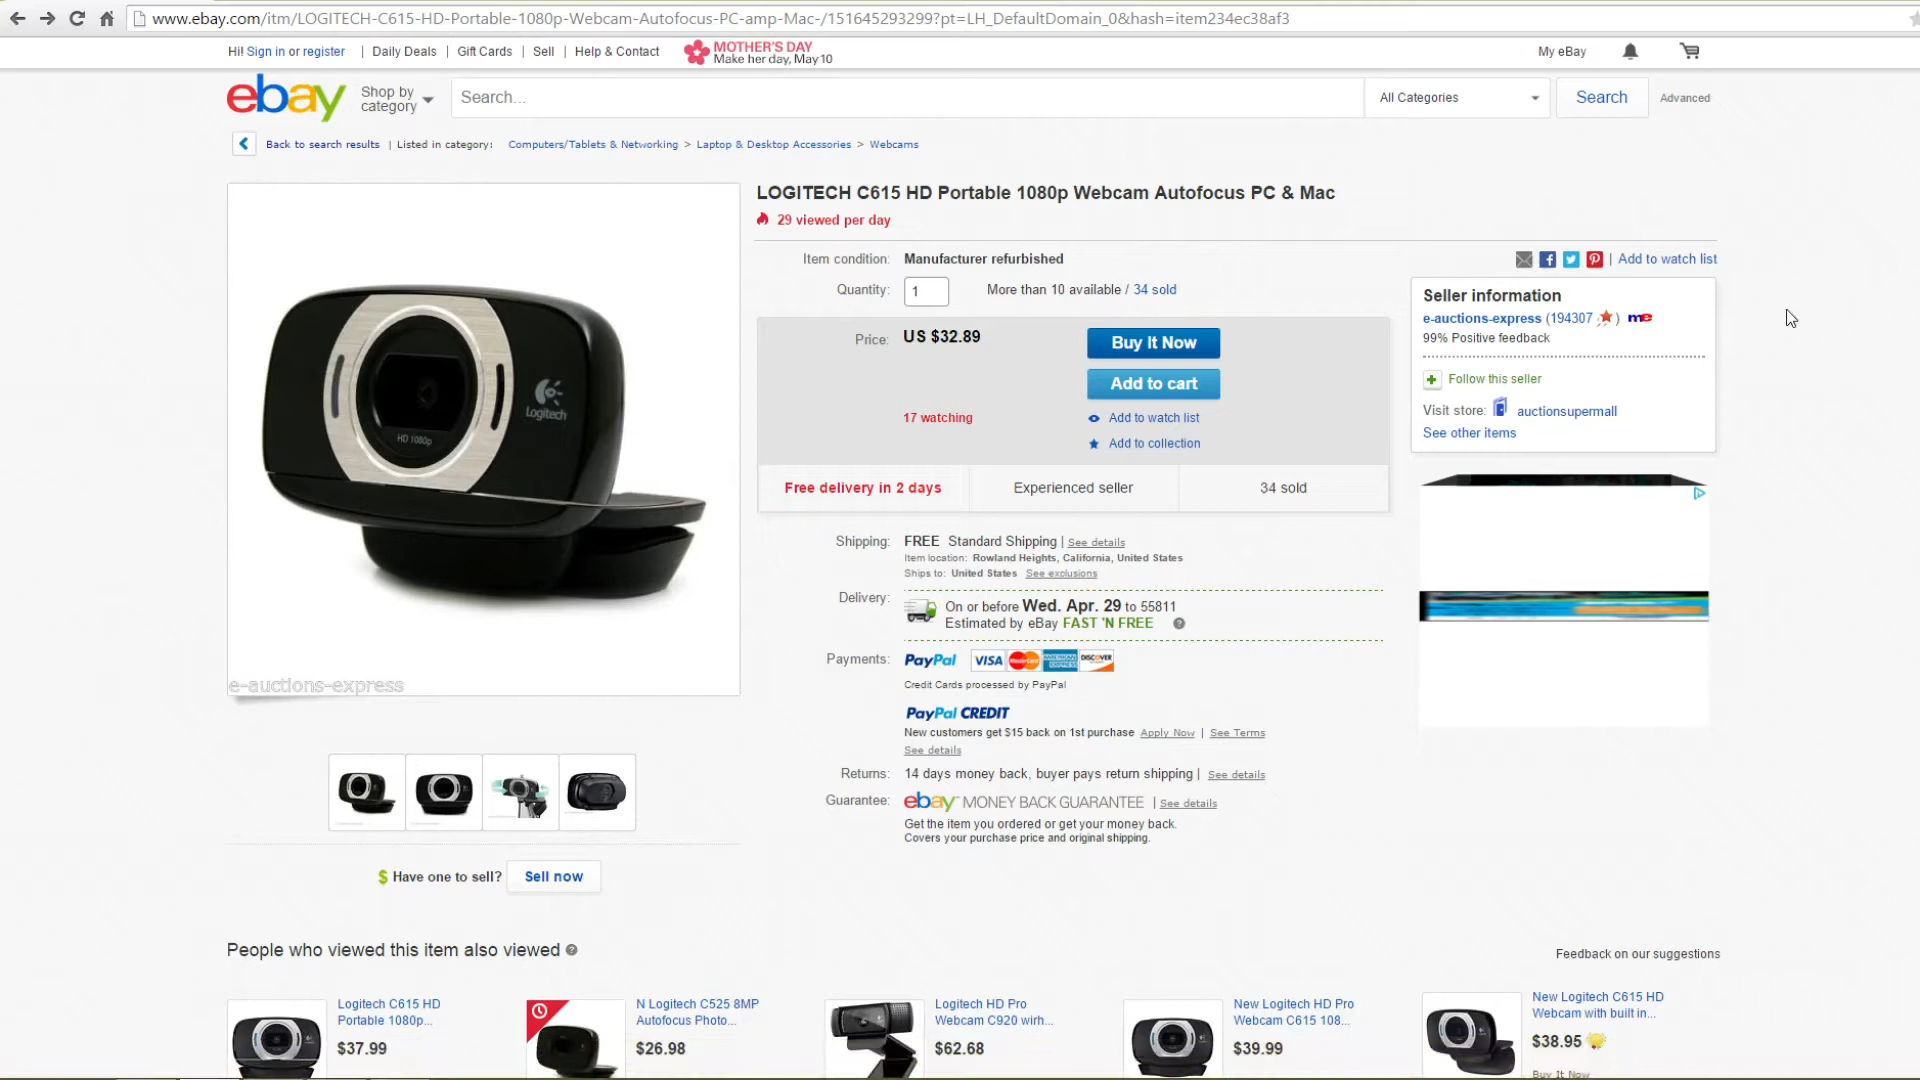 www.ebay.com/itm/LOGITECH-C615-HD-Portable-1080p-Webcam-Autofocus-PC-amp-Mac-/151645293299?pt=LH_DefaultDomain_0&hash=item234ec38af3
Hi! Sign in or register | Daily Deals | Gift Cards | Sell | Help & Contact
MOTHER'S DAY
Make her day, May 10
My eBay
ebay
Shop by category
Search...
All Categories
Search
Advanced
Back to search results | Listed in category: Computers/Tablets & Networking > Laptop & Desktop Accessories > Webcams
Logitech
HD 1080p
e-auctions-express
$ Have one to sell? Sell now
LOGITECH C615 HD Portable 1080p Webcam Autofocus PC & Mac
29 viewed per day
Item condition: Manufacturer refurbished
Quantity: 1 More than 10 available / 34 sold
Price: US $32.89
Buy It Now
Add to cart
17 watching
Add to watch list
Add to collection
Free delivery in 2 days
Experienced seller
34 sold
Shipping: FREE Standard Shipping | See details
Item location: Rowland Heights, California, United States
Ships to: United States See exclusions
Delivery: On or before Wed. Apr. 29 to 55811
Estimated by eBay FAST 'N FREE ?
Payments: PayPal VISA MasterCard AMERICAN EXPRESS DISCOVER
Credit Cards processed by PayPal
PayPal CREDIT
New customers get $15 back on 1st purchase Apply Now | See Terms
See details
Returns: 14 days money back, buyer pays return shipping | See details
Guarantee: ebay™ MONEY BACK GUARANTEE | See details
Get the item you ordered or get your money back.
Covers your purchase price and original shipping.
| Add to watch list
Seller information
e-auctions-express (194307 ) me
99% Positive feedback
Follow this seller
Visit store: auctionsupermall
See other items
People who viewed this item also viewed ?
Feedback on our suggestions
Logitech C615 HD
Portable 1080p...
$37.99
N Logitech C525 8MP
Autofocus Photo...
$26.98
Logitech HD Pro
Webcam C920 wirh...
$62.68
New Logitech HD Pro
Webcam C615 108...
$39.99
New Logitech C615 HD
Webcam with built in...
$38.95
Buy It Now